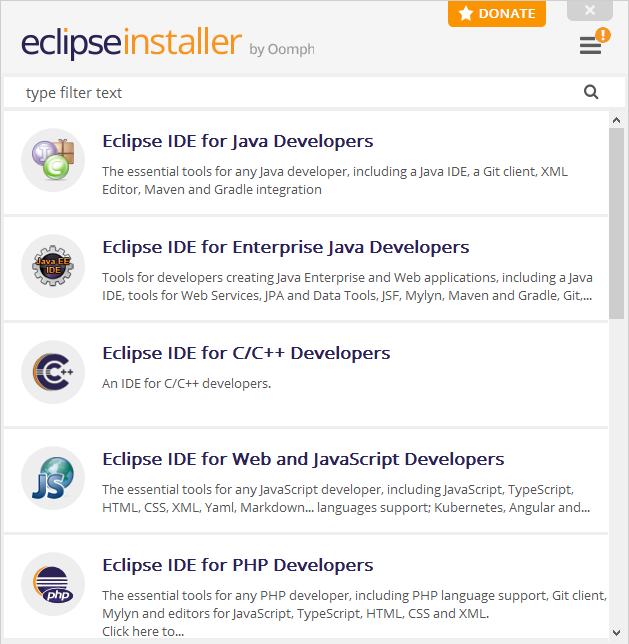 DONATE
eclipseinstaller by Oomph
type filter text
Eclipse IDE for Java Developers
The essential tools for any Java developer, including a Java IDE, a Git client, XML
Editor, Maven and Gradle integration
Java EE
IDE
Eclipse IDE for Enterprise Java Developers
Tools for developers creating Java Enterprise and Web applications, including a Java
IDE, tools for Web Services, JPA and Data Tools, JSF, Mylyn, Maven and Gradle, Git,...
C++
Eclipse IDE for C/C++ Developers
An IDE for C/C++ developers.
JS
Eclipse IDE for Web and JavaScript Developers
The essential tools for any JavaScript developer, including JavaScript, TypeScript,
HTML, CSS, XML, Yaml, Markdown... languages support; Kubernetes, Angular and...
php
Eclipse IDE for PHP Developers
The essential tools for any PHP developer, including PHP language support, Git client,
Mylyn and editors for JavaScript, TypeScript, HTML, CSS and XML.
Click here to...